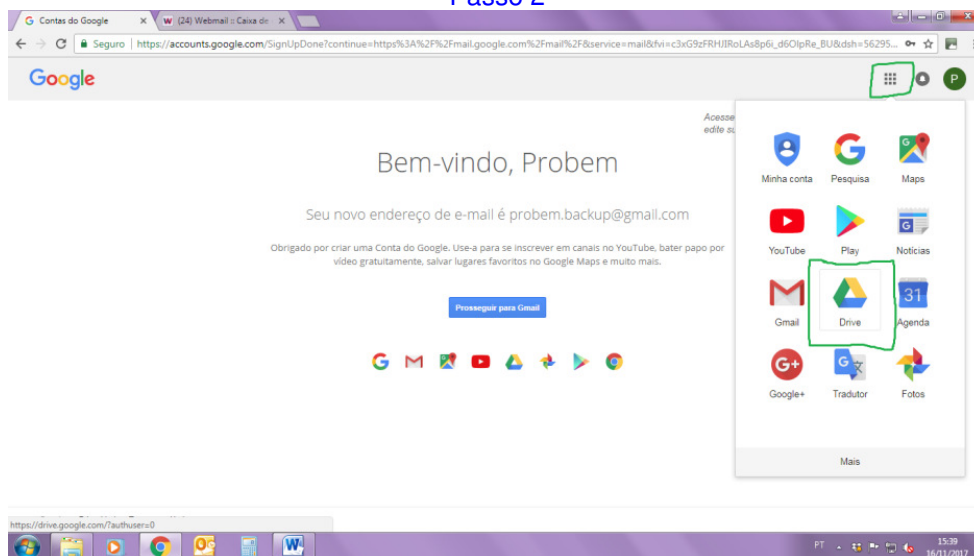 Passo 2
Contas do Google
(24) Webmail :: Caixa de
Seguro
https://accounts.google.com/SignUpDone?continue=https%3A%2F%2Fmail.google.com%2Fmail%2F&service=mail&
Google
P
Acesse
edite
Bem-vindo, Probem
Seu novo endereço de e-mail é probem.backup@gmail.com
Obrigado por criar uma Conta do Google. Use-a para se inscrever em canais no YouTube, bater papo por
vídeo gratuitamente, salvar lugares favoritos no Google Maps e muito mais.
Prosseguir para Gmail
Minha conta Pesquisa Maps
YouTube Play Notícias
31
Gmail Drive Agenda
G+
Google+ Tradutor Fotos
Mais
https://drive.google.com/?authuser=0
PT
15:39
16/11/2017